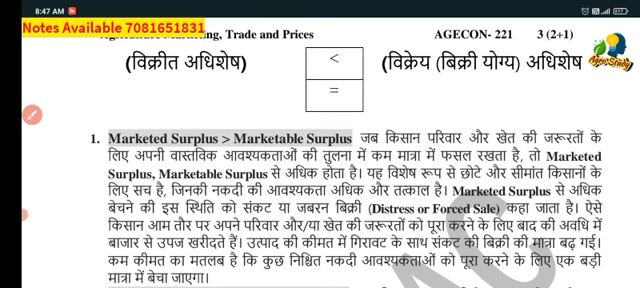 8:47 AM
Notes Available 7081651831
Trade and Prices AGECON- 221 3 (2+1)
(विक्रीत अधिशेष) < (विक्रेय (बिक्री योग्य) अधिशेष
Agro Study
=
1. Marketed Surplus > Marketable Surplus जब किसान परिवार और खेत की जरूरतों के
लिए अपनी वास्तविक आवश्यकताओं की तुलना में कम मात्रा में फसल रखता है, तो Marketed
Surplus, Marketable Surplus से अधिक होता है। यह विशेष रूप से छोटे और सीमांत किसानों के
लिए सच है, जिनकी नकदी की आवश्यकता अधिक और तत्काल है। Marketed Surplus से अधिक
बेचने की इस स्थिति को संकट या जबरन बिक्री (Distress or Forced Sale) कहा जाता है। ऐसे
किसान आम तौर पर अपने परिवार और/या खेत की जरूरतों को पूरा करने के लिए बाद की अवधि में
बाजार से उपज खरीदते हैं। उत्पाद की कीमत में गिरावट के साथ संकट की बिक्री की मात्रा बढ़ गई।
कम कीमत का मतलब है कि कुछ निश्चित नकदी आवश्यकताओं को पूरा करने के लिए एक बड़ी
मात्रा में बेचा जाएगा।